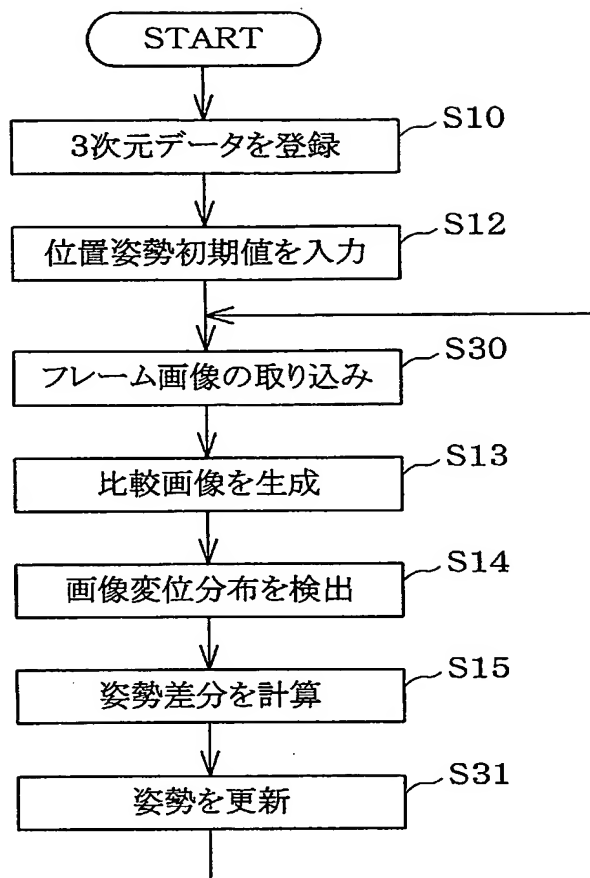 START
3次元データを登録
S10
位置姿勢初期値を入力
S12
フレーム画像の取り込み
S30
比較画像を生成
S13
画像変位分布を検出
S14
姿勢差分を計算
S15
姿勢を更新
S31